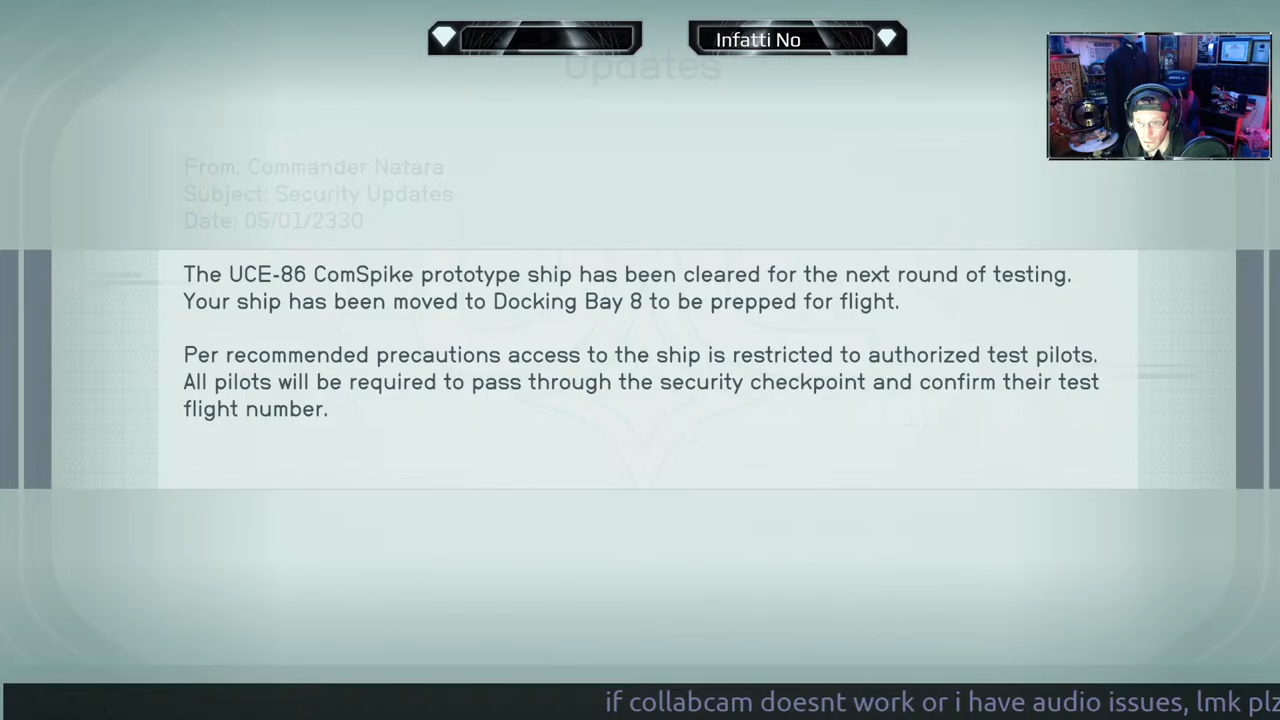 Infatti No
Updates
From: Commander Natara
Subject: Security Updates
Date: 05/01/2330
The UCE-86 ComSpike prototype ship has been cleared for the next round of testing.
Your ship has been moved to Docking Bay 8 to be prepped for flight.
Per recommended precautions access to the ship is restricted to authorized test pilots.
All pilots will be required to pass through the security checkpoint and confirm their test
flight number.
if collabcam doesnt work or i have audio issues, lmk plz